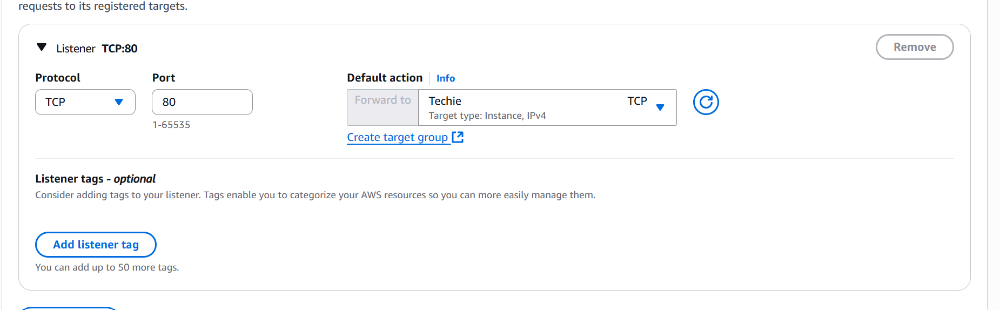 requests to its registered targets.
Listener TCP:80
Remove
Protocol
Port
Default action
Info
TCP
80
Forward to
Techie
TCP
Target type: Instance, IPv4
1-65535
Create target group
Listener tags - optional
Consider adding tags to your listener. Tags enable you to categorize your AWS resources so you can more easily manage them.
Add listener tag
You can add up to 50 more tags.